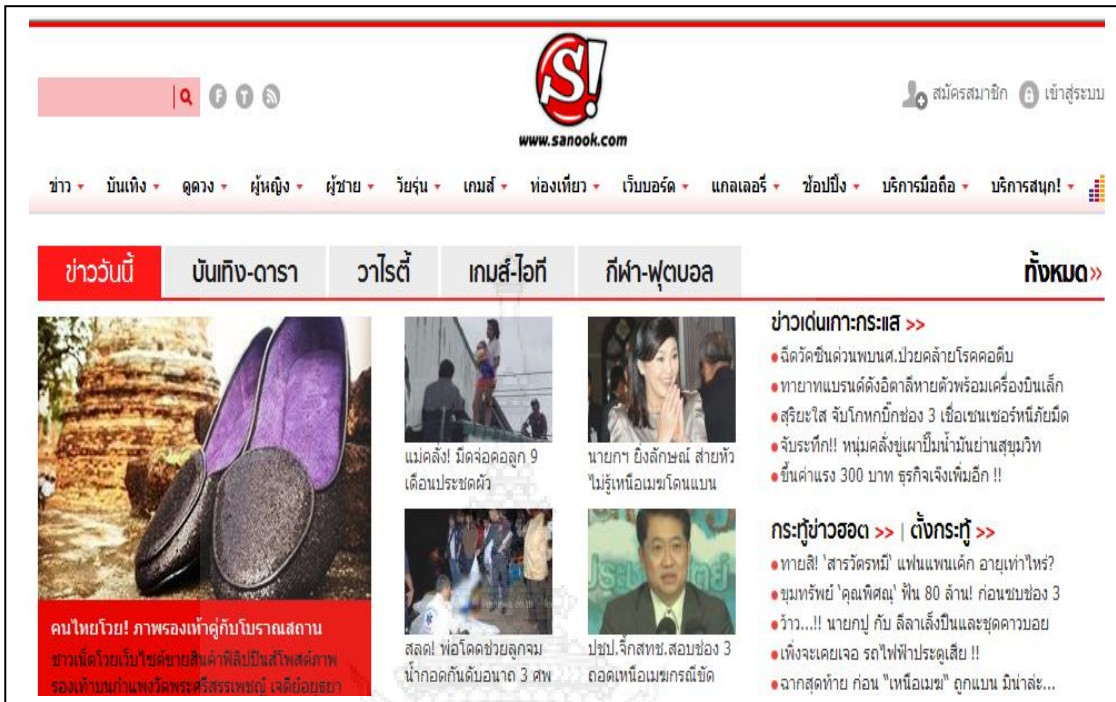 S!
www.sanook.com
สมัครสมาชิก เข้าสู่ระบบ
ข่าว บันเทิง ดูดวง ผู้หญิง ผู้ชาย วัยรุ่น เกมส์ ท่องเที่ยว เว็บบอร์ด แกลเลอรี่ ช้อปปิ้ง บริการมือถือ บริการสนุก!
ข่าววันนี้ บันเทิง-ดารา วาไรตี้ เกมส์-ไอที กีฬา-ฟุตบอล ทั้งหมด»
คนไทยโวย! ภาพรองเท้าคู่กับโบราณสถาน
ชาวเน็ตโวยเว็บไซต์ขายสินค้าฟิลิปปินส์โพสต์ภาพ
รองเท้าบนกำแพงวัดพระศรีสรรเพชญ์ เจดีย์อยุธยา
แม่คลั่ง! มีดจ่อคอลูก 9
เดือนประชดผัว
นายกฯ ยิ่งลักษณ์ ส่ายหัว
ไม่รู้เหนือเมฆโดนแบน
สลด! พ่อโดดช่วยลูกจม
น้ำกอดกันดับอนาถ 3 ศพ
ปชป.จี้กสทช.สอบช่อง 3
ถอดเหนือเมฆกรณีขัด
ข่าวเด่นเกาะกระแส >>
ฉีดวัคซีนด่วนพบนศ.ป่วยคล้ายโรคคอตีบ
ทายาทแบรนด์ดังอิตาลีหายตัวพร้อมเครื่องบินเล็ก
สุริยะใส จับโกหกบิ๊กช่อง 3 เชื่อเซนเซอร์หนีภัยมืด
จับระทึก!! หนุ่มคลั่งขู่เผาปั๊มน้ำมันย่านสุขุมวิท
ขึ้นค่าแรง 300 บาท ธุรกิจเจ๊งเพิ่มอีก !!
กระทู้ข่าวฮอต >> | ตั้งกระทู้ >>
ทายสิ! 'สารวัตรหมี' แฟนแพนเค้ก อายุเท่าไหร่?
ขุมทรัพย์ 'คุณพิศณุ' ฟัน 80 ล้าน! ก่อนซบช่อง 3
ว้าว...!! นายกปู กับ ลีลาเล็งปืนและชุดคาวบอย
เพิ่งจะเคยเจอ รถไฟฟ้าประตูเสีย !!
ฉากสุดท้าย ก่อน "เหนือเมฆ" ถูกแบน มิน่าล่ะ...